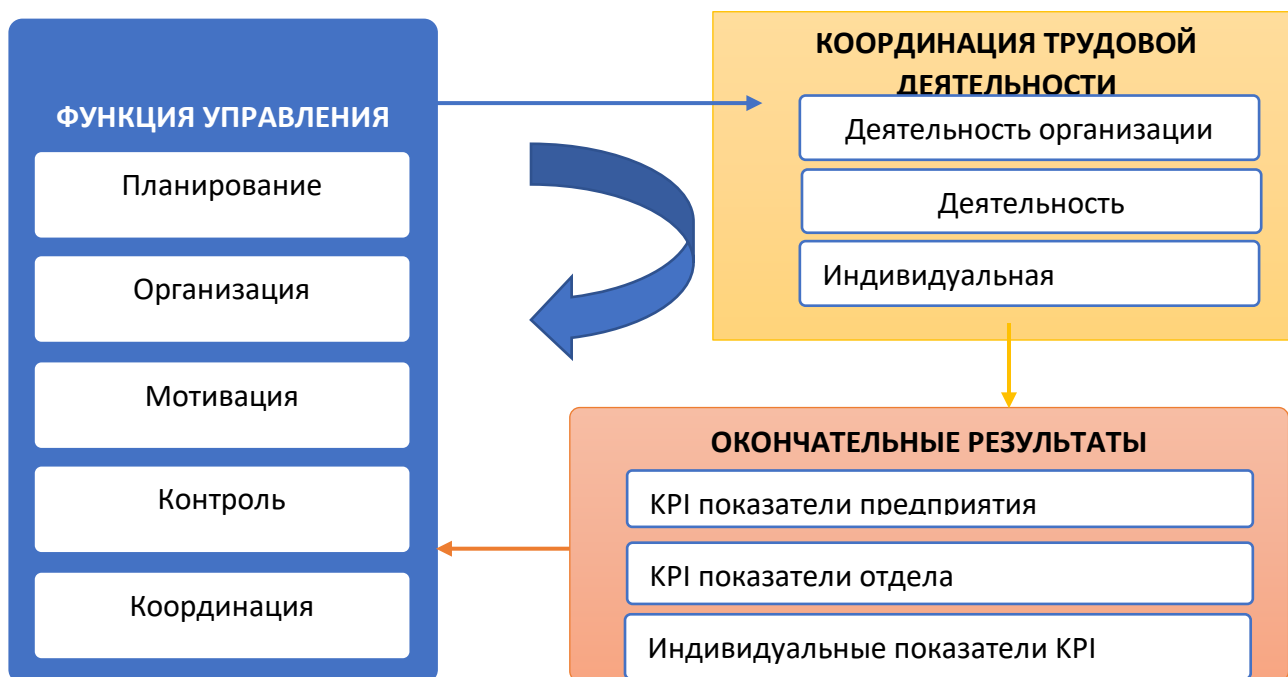 ФУНКЦИЯ УПРАВЛЕНИЯ
Планирование
Организация
Мотивация
Контроль
Координация
КООРДИНАЦИЯ ТРУДОВОЙ
ДЕЯТЕЛЬНОСТИ
Деятельность организации
Деятельность
Индивидуальная
ОКОНЧАТЕЛЬНЫЕ РЕЗУЛЬТАТЫ
KPI показатели предприятия
KPI показатели отдела
Индивидуальные показатели KPI